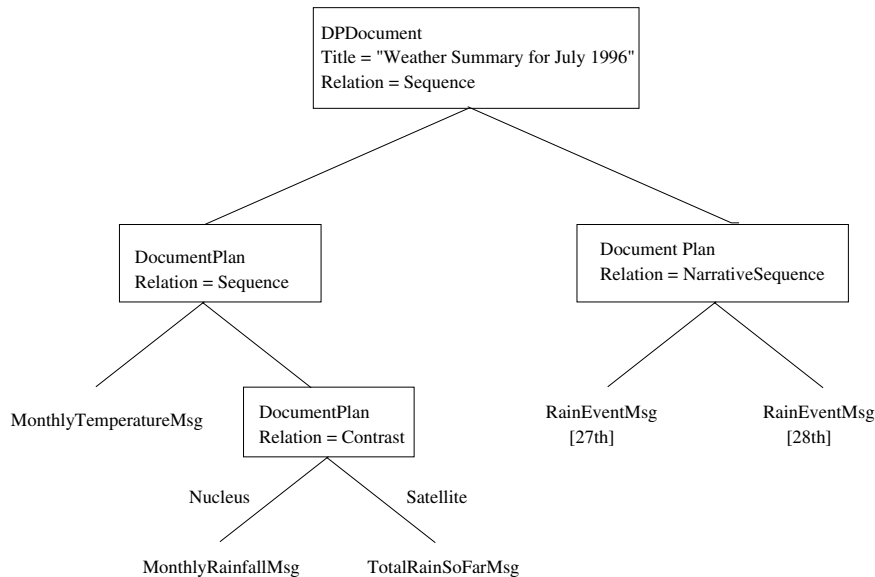 DPDocument
Title = "Weather Summary for July 1996"
Relation = Sequence
DocumentPlan
Relation = Sequence
Document Plan
Relation = NarrativeSequence
MonthlyTemperatureMsg
DocumentPlan
Relation = Contrast
RainEventMsg
[27th]
RainEventMsg
[28th]
Nucleus
Satellite
MonthlyRainfallMsg
TotalRainSoFarMsg